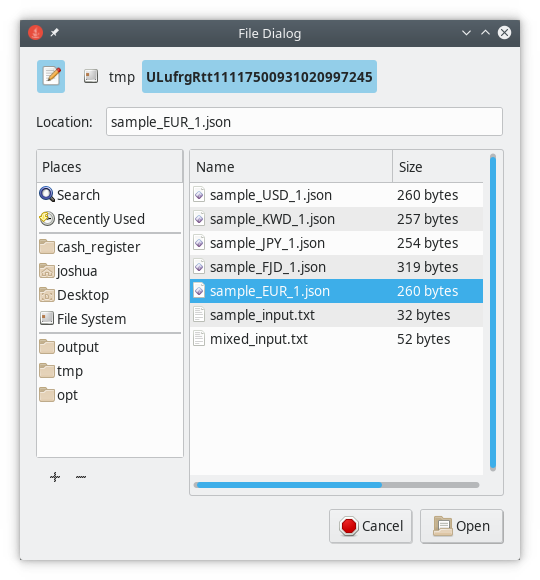 File Dialog
tmp ULufrgRtt11117500931020997245
Location: sample_EUR_1.json
Places
Search
Recently Used
cash_register
joshua
Desktop
File System
output
tmp
opt
Name Size
sample_USD_1.json 260 bytes
sample_KWD_1.json 257 bytes
sample_JPY_1.json 254 bytes
sample_FJD_1.json 319 bytes
sample_EUR_1.json 260 bytes
sample_input.txt 32 bytes
mixed_input.txt 52 bytes
Cancel Open